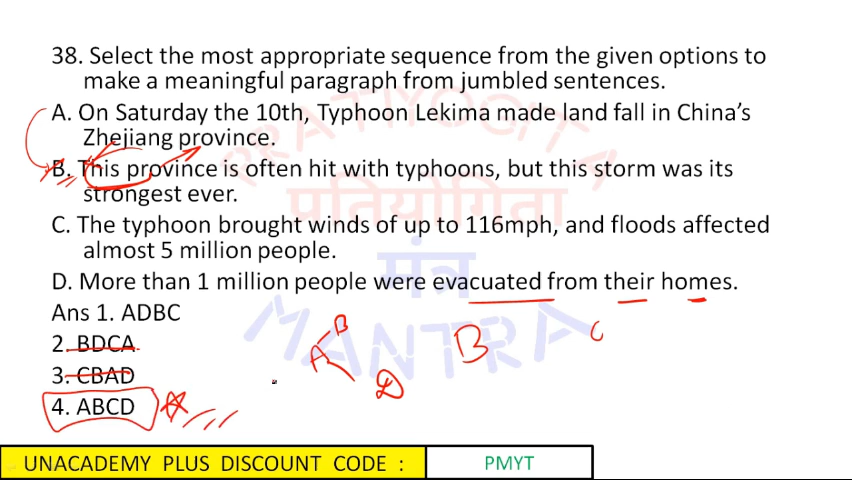 38. Select the most appropriate sequence from the given options to
make a meaningful paragraph from jumbled sentences.
A. On Saturday the 10th, Typhoon Lekima made land fall in China's
Zhejiang province.
B. This province is often hit with typhoons, but this storm was its
strongest ever.
C. The typhoon brought winds of up to 116mph, and floods affected
almost 5 million people.
D. More than 1 million people were evacuated from their homes.
Ans 1. ADBC
2. BDCA
3. CBAD
4. ABCD
PRATIYOGITA
प्रतियोगिता
मंत्र
MANTRA
A B
D
B
C
UNACADEMY PLUS DISCOUNT CODE :
PMYT